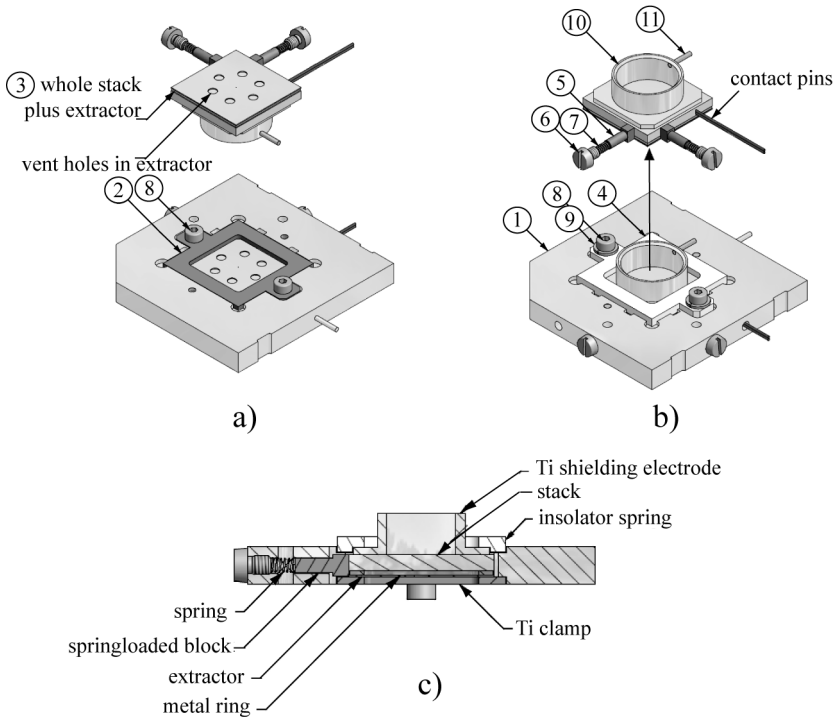 10
11
3 whole stack
plus extractor
5
contact pins
6 7
vent holes in extractor
2 8
8 4
1 9
a)
b)
Ti shielding electrode
stack
insolator spring
spring
springloaded block
Ti clamp
extractor
metal ring
c)